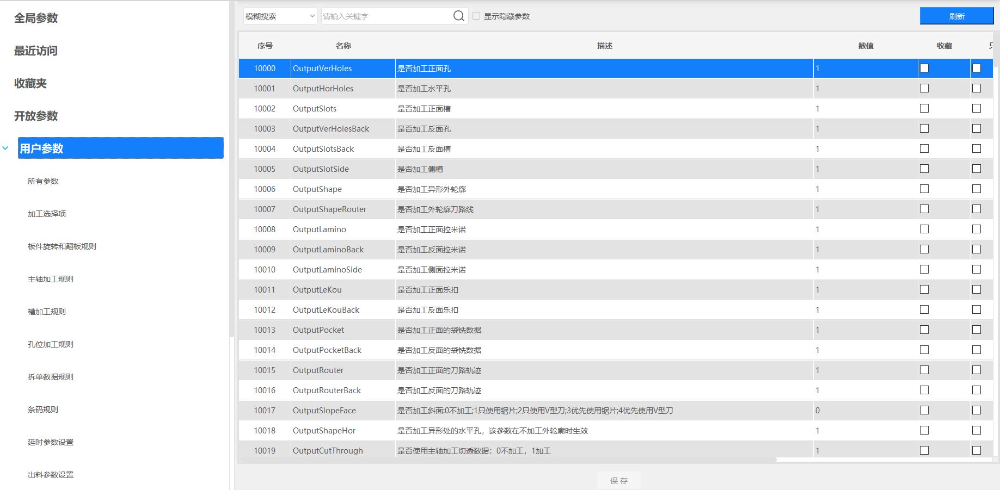 全局参数
最近访问
收藏夹
开放参数
用户参数
所有参数
加工选择项
板件旋转和翻板规则
主轴加工规则
槽加工规则
孔位加工规则
拆单数据规则
条码规则
延时参数设置
出料参数设置
模糊搜索 请输入关键字 显示隐藏参数 刷新
序号 名称 描述 数值 收藏
10000 OutputVerHoles 是否加工正面孔 1
10001 OutputHorHoles 是否加工水平孔 1
10002 OutputSlots 是否加工正面槽 1
10003 OutputVerHolesBack 是否加工反面孔 1
10004 OutputSlotsBack 是否加工反面槽 1
10005 OutputSlotSide 是否加工侧槽 1
10006 OutputShape 是否加工异形外轮廓 1
10007 OutputShapeRouter 是否加工外轮廓刀路线 1
10008 OutputLamino 是否加工正面拉米诺 1
10009 OutputLaminoBack 是否加工反面拉米诺 1
10010 OutputLaminoSide 是否加工侧面拉米诺 1
10011 OutputLeKou 是否加工正面乐扣 1
10012 OutputLeKouBack 是否加工反面乐扣 1
10013 OutputPocket 是否加工正面的袋铣数据 1
10014 OutputPocketBack 是否加工反面的袋铣数据 1
10015 OutputRouter 是否加工正面的刀路轨迹 1
10016 OutputRouterBack 是否加工反面的刀路轨迹 1
10017 OutputSlopeFace 是否加工斜面:0不加工;1只使用锯片;2只使用V型刀;3优先使用锯片;4优先使用V型刀 0
10018 OutputShapeHor 是否加工异形处的水平孔，该参数在不加工外轮廓时生效 1
10019 OutputCutThrough 是否使用主轴加工切透数据：0不加工，1加工 1
保 存